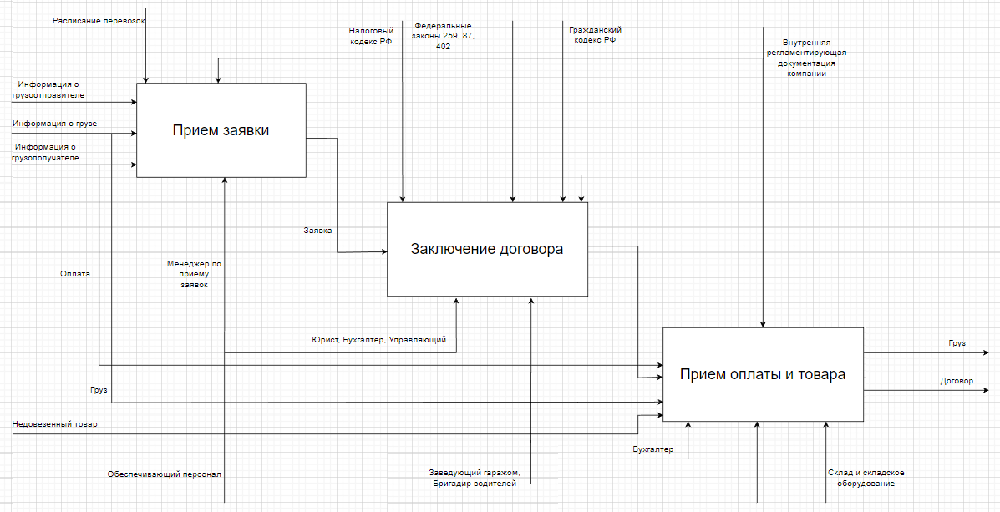 Расписание перевозок
Налоговый
кодекс РФ
Федеральные
законы 259, 87,
402
Гражданский
кодекс РФ
Внутренняя
регламентирующая
документация
компании
Информация о
грузоотправителе
Информация о грузе
Информация о
грузополучателе
Прием заявки
Заявка
Заключение договора
Менеджер по
приему
заявок
Оплата
Юрист, Бухгалтер, Управляющий
Прием оплаты и товара
Груз
Договор
Груз
Недовезенный товар
Бухгалтер
Обеспечивающий персонал
Заведующий гаражом,
Бригадир водителей
Склад и складское
оборудование